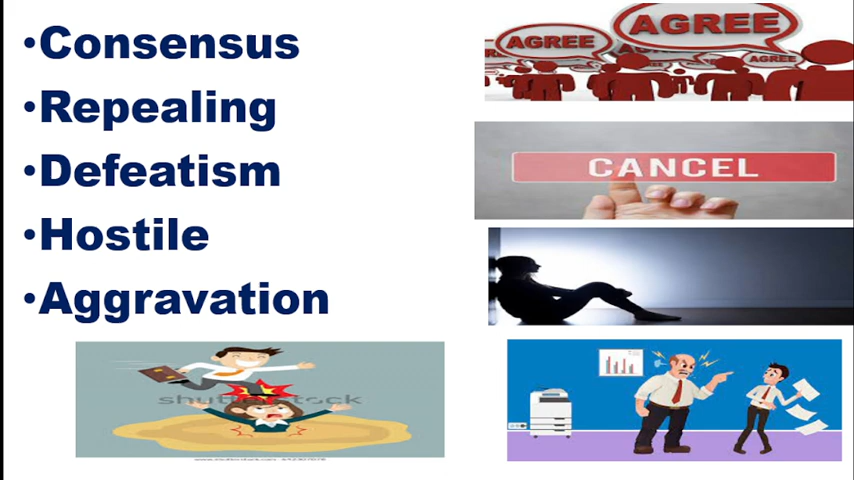 •Consensus
•Repealing
•Defeatism
•Hostile
•Aggravation
AGREE
AGREE
AGREE
CANCEL
shutterstock